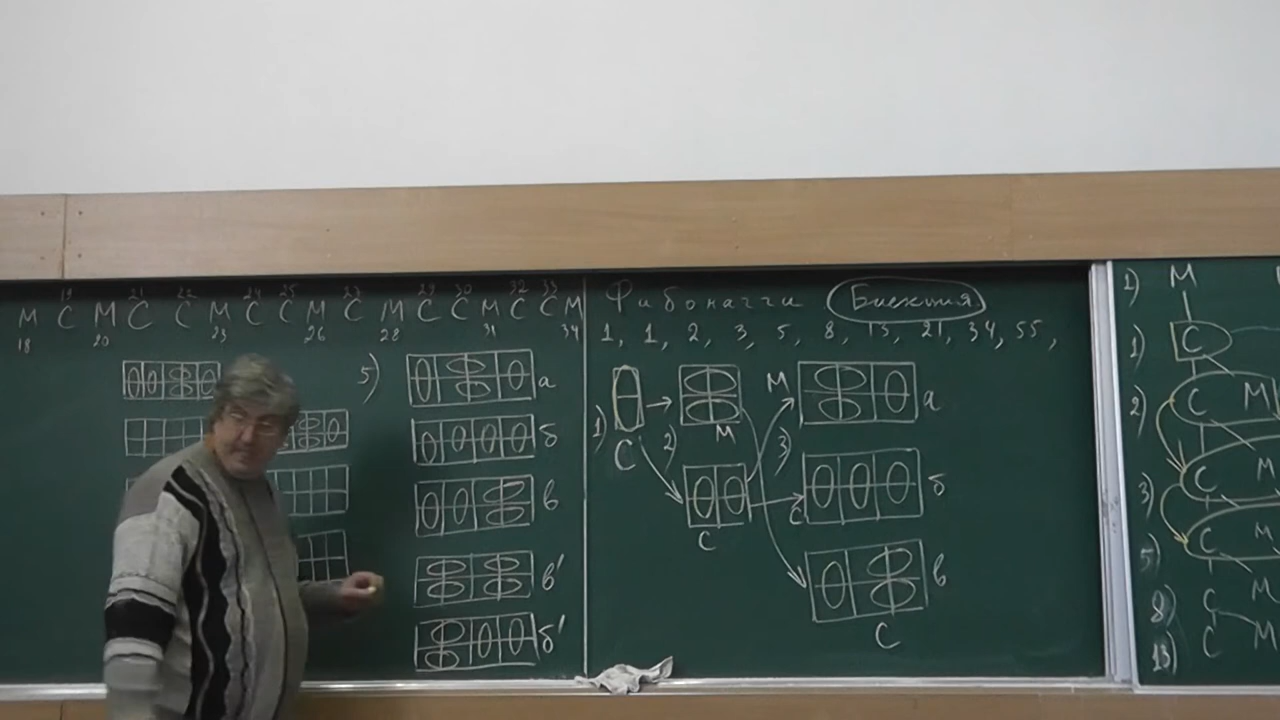 19 21 22 24 25 27 29 30 32 33
М С М С С М С С М С М С С М С С М
18 20 23 26 28 31 34
5)
а
б
в
в'
б'
Фибоначчи Биекция
1, 1, 2, 3, 5, 8, 13, 21, 34, 55,
1) С
2) М
С
3) М а
С б
С в
1) М
1) С
2) С М
3) С М
5) С М
8) С М
13) С М